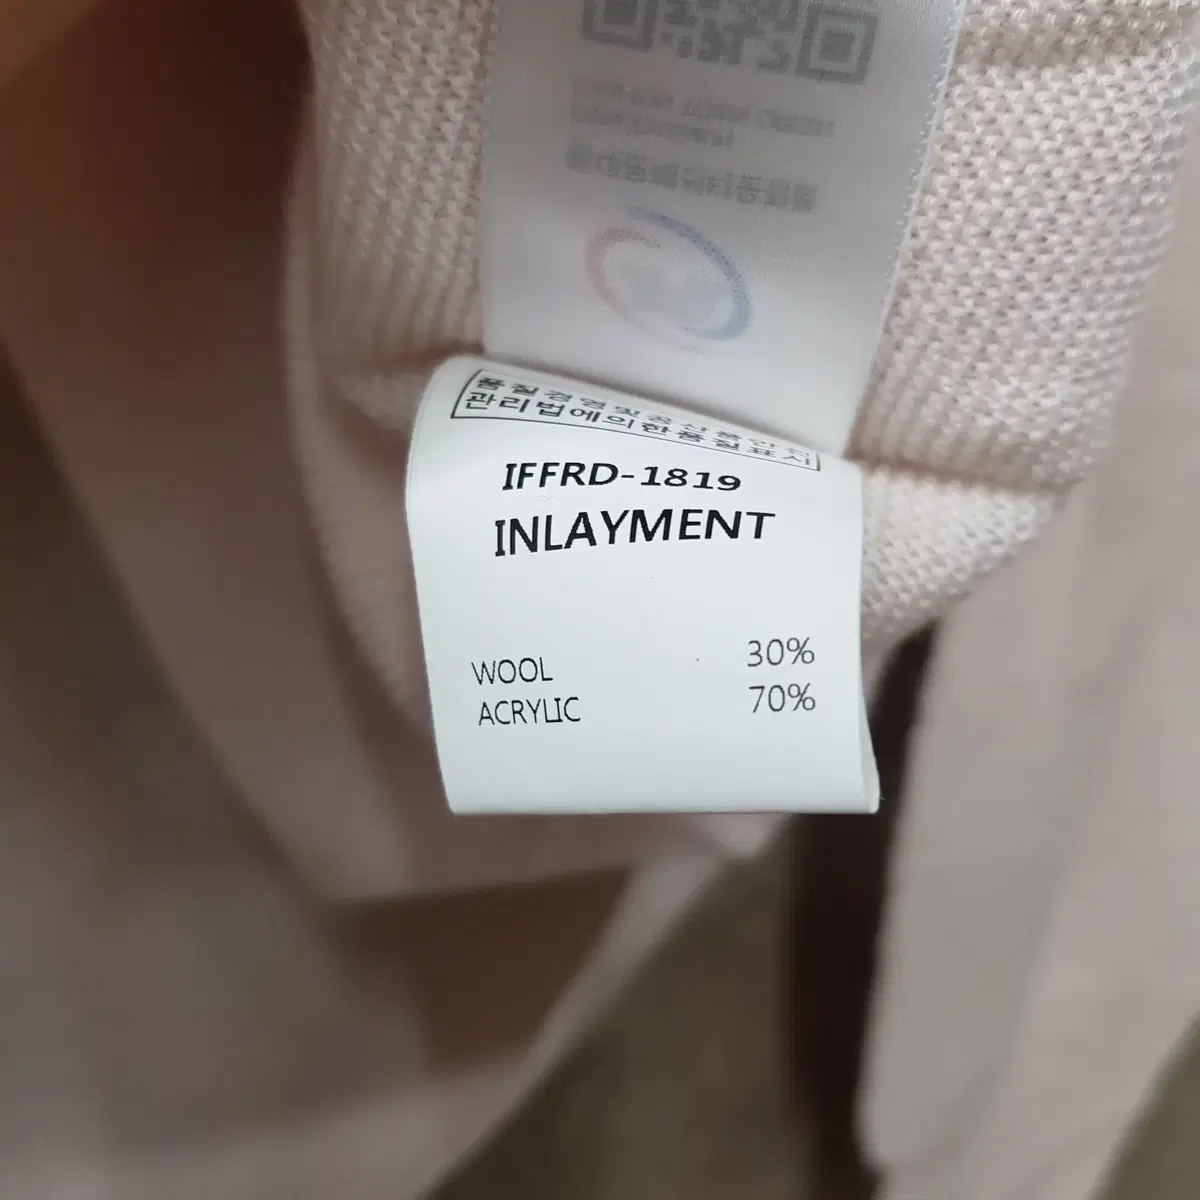 품질경영및공산품안전
관리법에의한품질표시
IFFRD-1819
INLAYMENT
WOOL 30%
ACRYLIC 70%